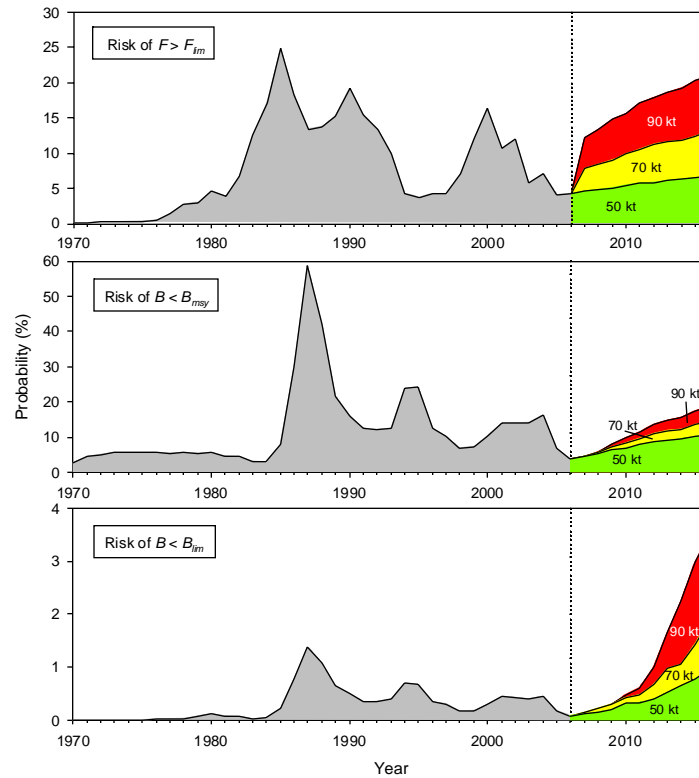 30
25
20
15
10
5
0
Risk of F > Flim
90 kt
70 kt
50 kt
1970 1980 1990 2000 2010
60
50
40
30
20
10
0
Risk of B < Bmsy
90 kt
70 kt
50 kt
1970 1980 1990 2000 2010
Probability (%)
4
3
2
1
0
Risk of B < Blim
90 kt
70 kt
50 kt
1970 1980 1990 2000 2010
Year